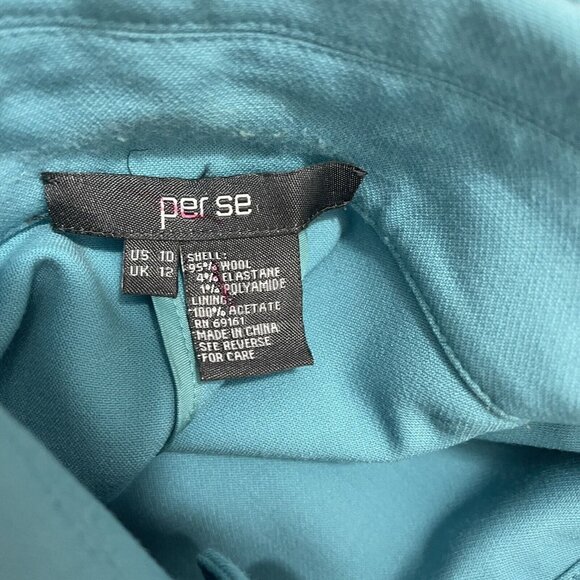 per se
US 10
UK 12
SHELL:
95% WOOL
4% ELASTANE
1% POLYAMIDE
LINING:
100% ACETATE
RN 69161
MADE IN CHINA
SEE REVERSE
FOR CARE